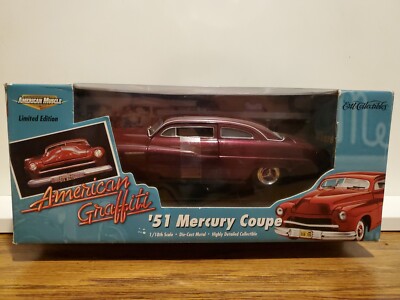 AMERICAN MUSCLE
Limited Edition
Ertl Collectibles
American
Graffiti
'51 Mercury Coupe
1/18th Scale • Die-Cast Metal • Highly Detailed Collectible